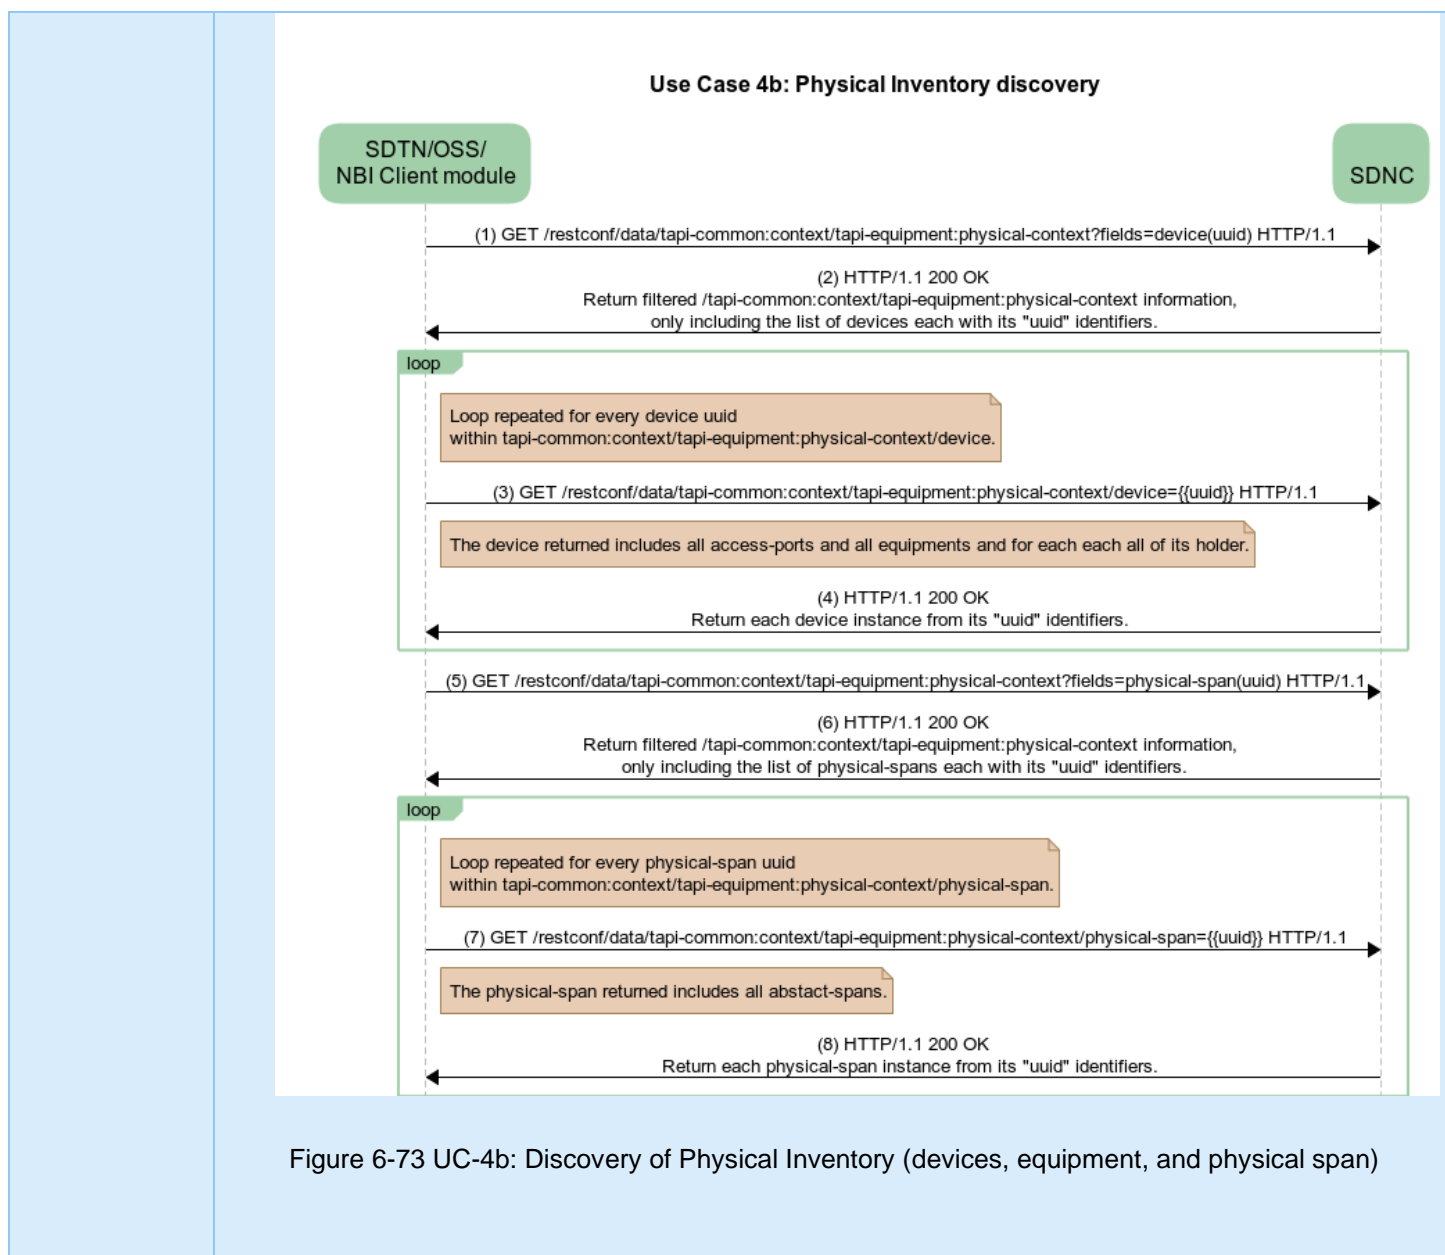 Use Case 4b: Physical Inventory discovery
SDTN/OSS/
NBI Client module
SDNC
(1) GET /restconf/data/tapi-common:context/tapi-equipment:physical-context?fields=device(uuid) HTTP/1.1
(2) HTTP/1.1 200 OK
Return filtered /tapi-common:context/tapi-equipment:physical-context information,
only including the list of devices each with its "uuid" identifiers.
loop
Loop repeated for every device uuid
within tapi-common:context/tapi-equipment:physical-context/device.
(3) GET /restconf/data/tapi-common:context/tapi-equipment:physical-context/device={{uuid}} HTTP/1.1
The device returned includes all access-ports and all equipments and for each each all of its holder.
(4) HTTP/1.1 200 OK
Return each device instance from its "uuid" identifiers.
(5) GET /restconf/data/tapi-common:context/tapi-equipment:physical-context?fields=physical-span(uuid) HTTP/1.1
(6) HTTP/1.1 200 OK
Return filtered /tapi-common:context/tapi-equipment:physical-context information,
only including the list of physical-spans each with its "uuid" identifiers.
loop
Loop repeated for every physical-span uuid
within tapi-common:context/tapi-equipment:physical-context/physical-span.
(7) GET /restconf/data/tapi-common:context/tapi-equipment:physical-context/physical-span={{uuid}} HTTP/1.1
The physical-span returned includes all abstact-spans.
(8) HTTP/1.1 200 OK
Return each physical-span instance from its "uuid" identifiers.
Figure 6-73 UC-4b: Discovery of Physical Inventory (devices, equipment, and physical span)